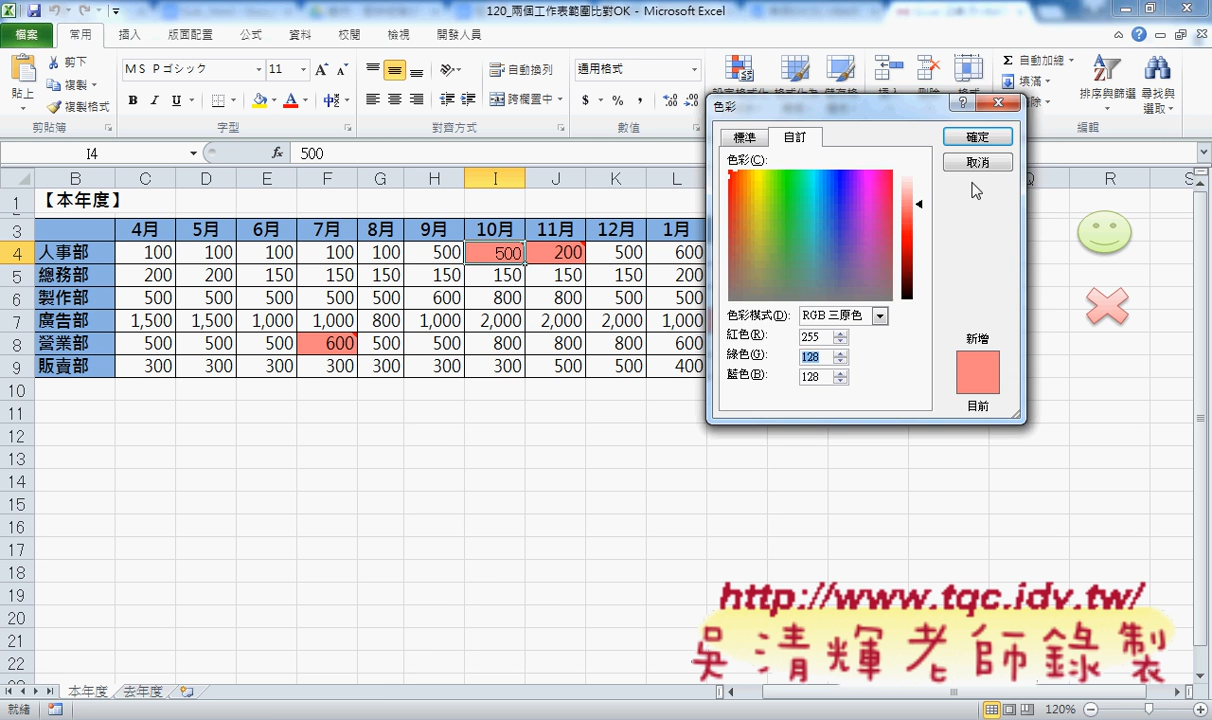 120_兩個工作表範圍比對OK - Microsoft Excel
檔案 常用 插入 版面配置 公式 資料 校閱 檢視 開發人員
貼上 剪下 複製 複製格式 剪貼簿
MS Pゴシック 11 B I U 字型
自動換列 跨欄置中 對齊方式
通用格式 $ % , 數值
自動加總 填滿 排序與篩選 尋找與選取 編輯
I4 fx 500
B C D E F G H I J K L R S
1 【本年度】
3 4月 5月 6月 7月 8月 9月 10月 11月 12月 1月
4 人事部 100 100 100 100 100 500 500 200 500 600
5 總務部 200 200 150 150 150 150 150 150 150 200
6 製作部 500 500 500 500 500 600 800 800 500 500
7 廣告部 1,500 1,500 1,000 1,000 800 1,000 2,000 2,000 2,000 1,000
8 營業部 500 500 500 600 500 500 800 800 800 600
9 販賣部 300 300 300 300 300 300 300 500 500 400
10
11
12
13
14
15
16
17
18
19
20
21
22
色彩
標準 自訂 確定
取消
色彩(C):
色彩模式(D): RGB 三原色
紅色(R): 255
綠色(G): 128
藍色(B): 128
新增
目前
http://www.tqc.idv.tw/
吳清輝老師錄製
本年度 去年度
就緒 120%